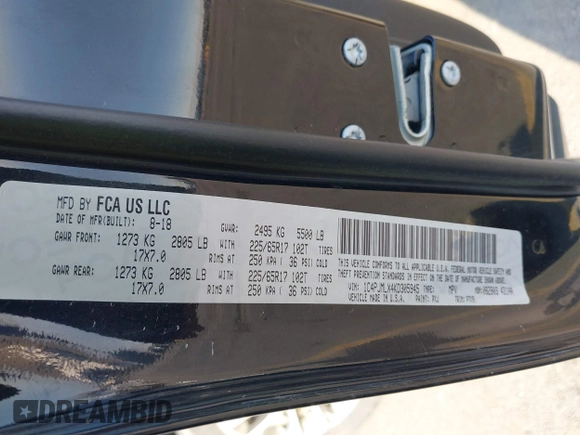 MFD BY FCA US LLC
DATE OF MFR(BUILT): 8-18 GVWR: 2495 KG 5500 LB
GAWR FRONT: 1273 KG 2805 LB WITH 225/65R17 102T TIRES
17X7.0 RIMS AT 250 KPA ( 36 PSI)COLD
GAWR REAR: 1273 KG 2805 LB WITH 225/65R17 102T TIRES
17X7.0 RIMS AT 250 KPA ( 36 PSI)COLD
THIS VEHICLE CONFORMS TO ALL APPLICABLE U.S.A. FEDERAL MOTOR VEHICLE SAFETY AND
THEFT PREVENTION STANDARDS IN EFFECT ON THE DATE OF MANUFACTURE SHOWN ABOVE.
VIN: TYPE: MPV
VEHICLE MADE IN U.S.A. PAINT: TRIM:
DREAMBID